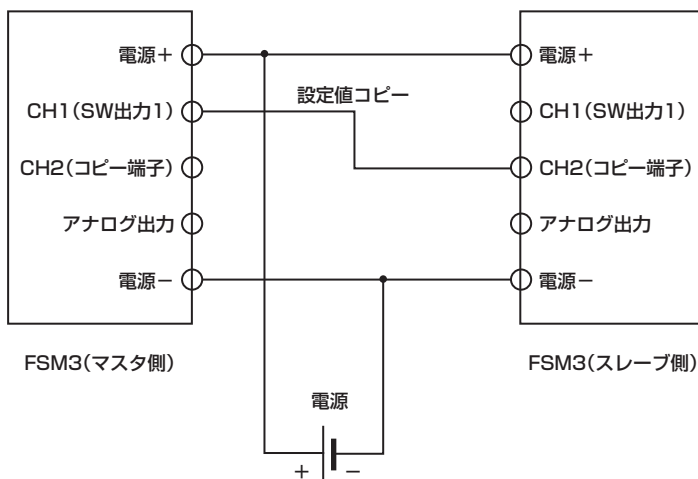 電源＋
CH1(SW出力1)
CH2(コピー端子)
アナログ出力
電源－
FSM3(マスタ側)
設定値コピー
電源＋
CH1(SW出力1)
CH2(コピー端子)
アナログ出力
電源－
FSM3(スレーブ側)
電源
＋ －